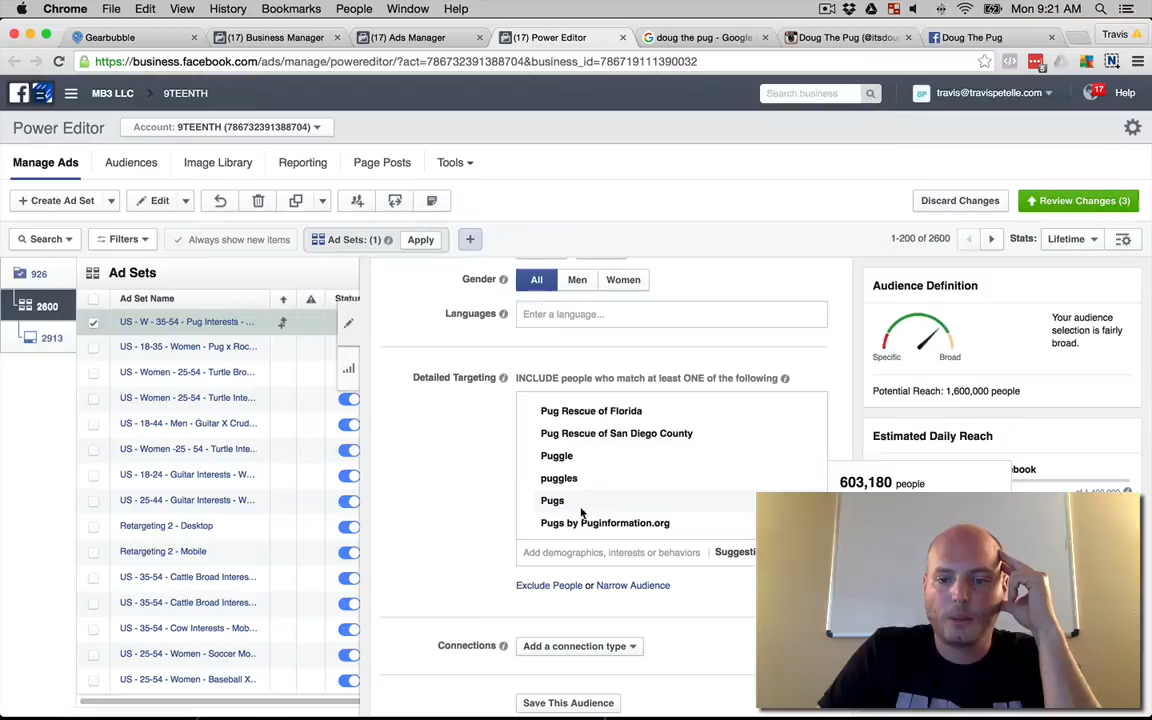 Chrome File Edit View History Bookmarks People Window Help Mon 9:21 AM
Gearbubble (17) Business Manager (17) Ads Manager (17) Power Editor doug the pug - Google Doug The Pug (@itsdou Doug The Pug Travis
https://business.facebook.com/ads/manage/powereditor/?act=786732391388704&business_id=786719111390032
MB3 LLC > 9TEENTH Search business SP travis@travispetelle.com 17 Help
Power Editor Account: 9TEENTH (786732391388704)
Manage Ads Audiences Image Library Reporting Page Posts Tools
+ Create Ad Set Edit Discard Changes Review Changes (3)
Search Filters Always show new items Ad Sets: (1) Apply + 1-200 of 2600 Stats: Lifetime
926
2600
2913
Ad Sets
Ad Set Name Status
US - W - 35-54 - Pug Interests - ...
US - 18-35 - Women - Pug x Roc...
US - Women - 25-54 - Turtle Bro...
US - Women - 25-54 - Turtle Inte...
US - 18-44 - Men - Guitar X Crud...
US - Women -25 - 54 - Turtle Inte...
US - 18-24 - Guitar Interests - W...
US - 25-44 - Guitar Interests - W...
Retargeting 2 - Desktop
Retargeting 2 - Mobile
US - 35-54 - Cattle Broad Interes...
US - 35-54 - Cattle Broad Interes...
US - 35-54 - Cow Interests - Mob...
US - 25-54 - Women - Soccer Mo...
US - 25-54 - Women - Baseball X...
Gender All Men Women
Languages Enter a language...
Detailed Targeting INCLUDE people who match at least ONE of the following
Pug Rescue of Florida
Pug Rescue of San Diego County
Puggle
puggles
Pugs
Pugs by Puginformation.org
Add demographics, interests or behaviors Suggesti
Exclude People or Narrow Audience
Connections Add a connection type
Save This Audience
Audience Definition
Your audience
selection is fairly
broad.
Specific Broad
Potential Reach: 1,600,000 people
Estimated Daily Reach
603,180 people